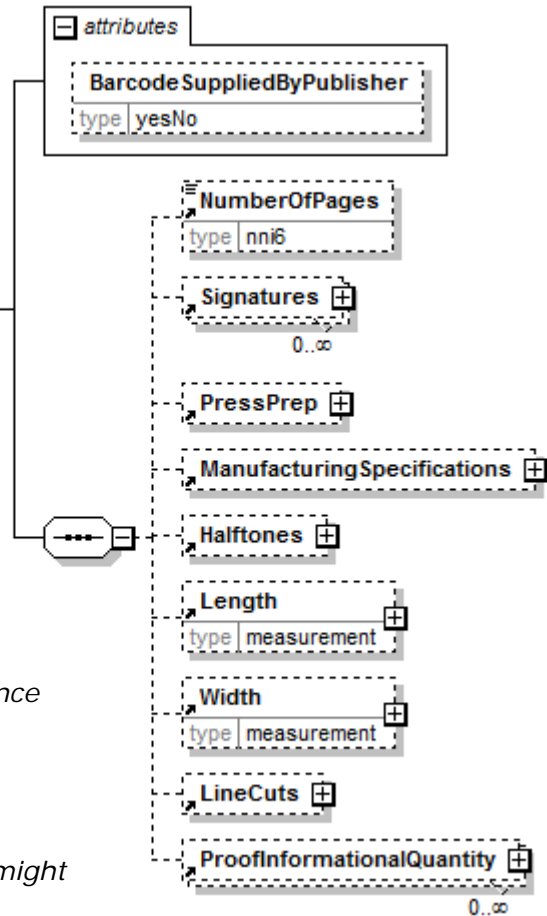 attributes
BarcodeSuppliedByPublisher
type yesNo
NumberOfPages
type nni6
Signatures
0..∞
PressPrep
ManufacturingSpecifications
Halftones
Length
type measurement
nce
Width
type measurement
LineCuts
ProofInformationalQuantity
might
0..∞